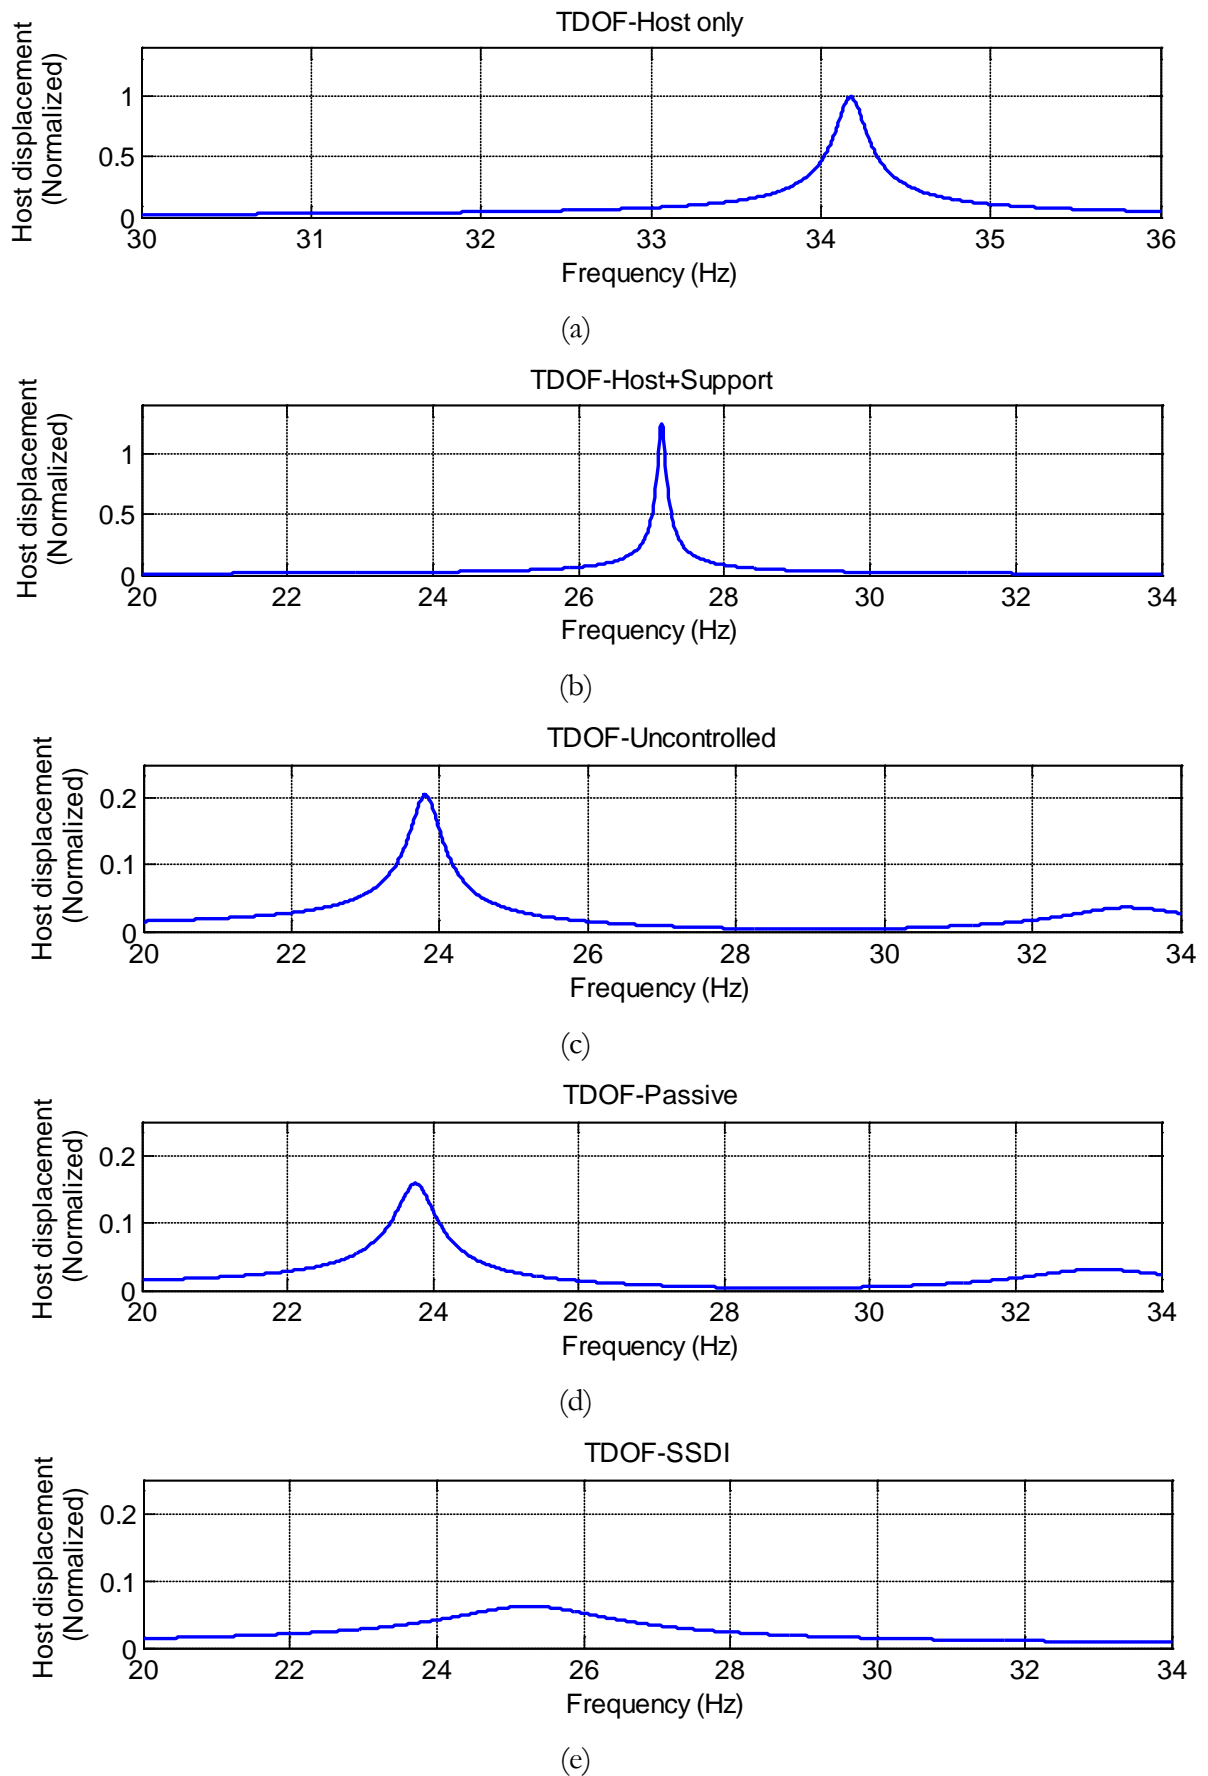 TDOF-Host only
Host displacement
(Normalized)
1
0.5
0
30 31 32 33 34 35 36
Frequency (Hz)
(a)
TDOF-Host+Support
Host displacement
(Normalized)
1
0.5
0
20 22 24 26 28 30 32 34
Frequency (Hz)
(b)
TDOF-Uncontrolled
Host displacement
(Normalized)
0.2
0.1
0
20 22 24 26 28 30 32 34
Frequency (Hz)
(c)
TDOF-Passive
Host displacement
(Normalized)
0.2
0.1
0
20 22 24 26 28 30 32 34
Frequency (Hz)
(d)
TDOF-SSDI
Host displacement
(Normalized)
0.2
0.1
0
20 22 24 26 28 30 32 34
Frequency (Hz)
(e)